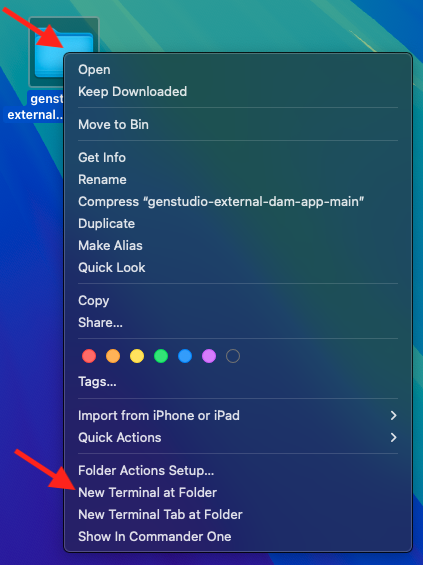 genst
external...
Open
Keep Downloaded
Move to Bin
Get Info
Rename
Compress “genstudio-external-dam-app-main”
Duplicate
Make Alias
Quick Look
Copy
Share...
Tags...
Import from iPhone or iPad
Quick Actions
Folder Actions Setup...
New Terminal at Folder
New Terminal Tab at Folder
Show In Commander One